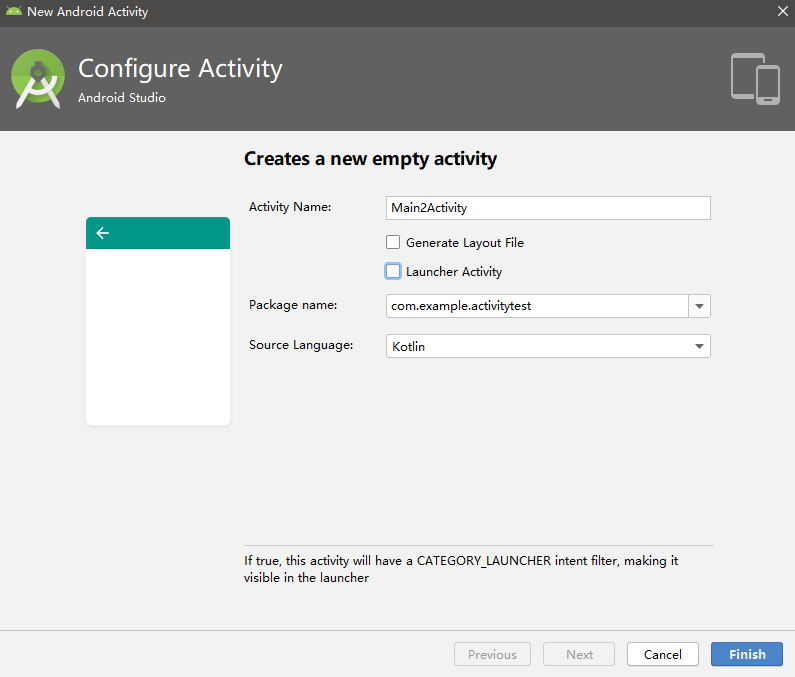 New Android Activity
Configure Activity
Android Studio
Creates a new empty activity
Activity Name:
Main2Activity
Generate Layout File
Launcher Activity
Package name:
com.example.activitytest
Source Language:
Kotlin
If true, this activity will have a CATEGORY_LAUNCHER intent filter, making it
visible in the launcher
Previous
Next
Cancel
Finish